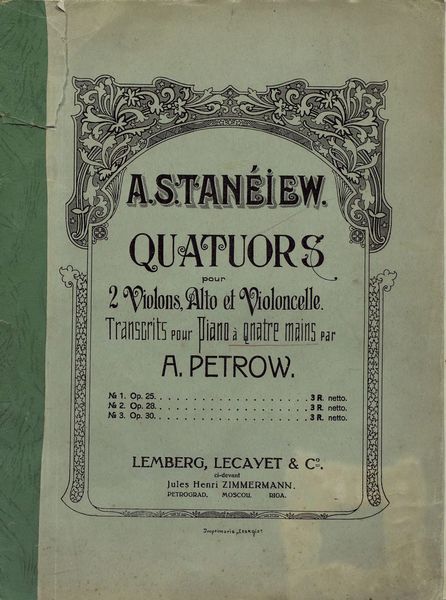 A.S.TANÉIEW.
QUATUORS
pour
2 Violons, Alto et Violoncelle.
Transcrits pour Piano à quatre mains par
A. PETROW.
№ 1. Op. 25. . . . . . . . . . . . . . . . . . . . . . . . . . 3 R. netto.
№ 2. Op. 28. . . . . . . . . . . . . . . . . . . . . . . . . . 3 R. netto.
№ 3. Op. 30. . . . . . . . . . . . . . . . . . . . . . . . . . 3 R. netto.
LEMBERG, LECAYET & Co.
ci-devant
Jules Henri ZIMMERMANN.
PETROGRAD, MOSCOU, RIGA.
Imprimerie